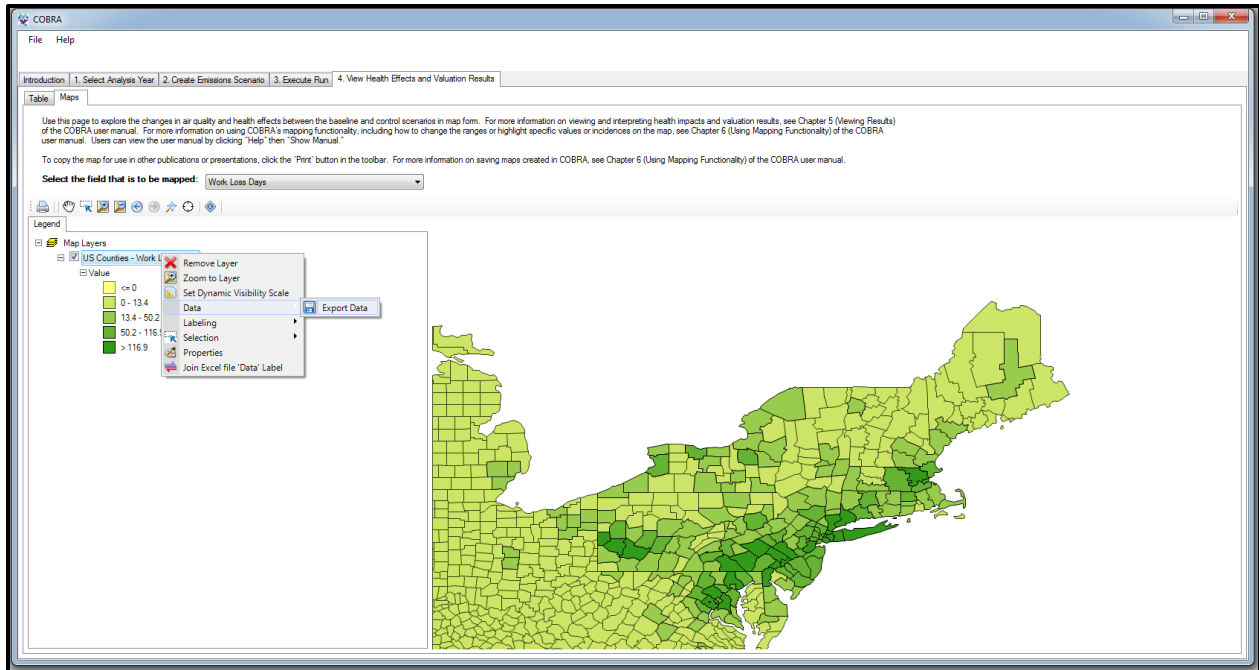 COBRA
File Help
Introduction 1. Select Analysis Year 2. Create Emissions Scenario 3. Execute Run 4. View Health Effects and Valuation Results
Table Maps
Use this page to explore the changes in air quality and health effects between the baseline and control scenarios in map form. For more information on viewing and interpreting health impacts and valuation results, see Chapter 5 (Viewing Results)
of the COBRA user manual. For more information on using COBRA's mapping functionality, including how to change the ranges or highlight specific values or incidences on the map, see Chapter 6 (Using Mapping Functionality) of the COBRA
user manual. Users can view the user manual by clicking "Help" then "Show Manual."
To copy the map for use in other publications or presentations, click the 'Print' button in the toolbar. For more information on saving maps created in COBRA, see Chapter 6 (Using Mapping Functionality) of the COBRA user manual.
Select the field that is to be mapped: Work Loss Days
Legend
Map Layers
US Counties - Work L
Value
<= 0
0 - 13.4
13.4 - 50.2
50.2 - 116.9
> 116.9
Remove Layer
Zoom to Layer
Set Dynamic Visibility Scale
Data
Export Data
Labeling
Selection
Properties
Join Excel file 'Data' Label